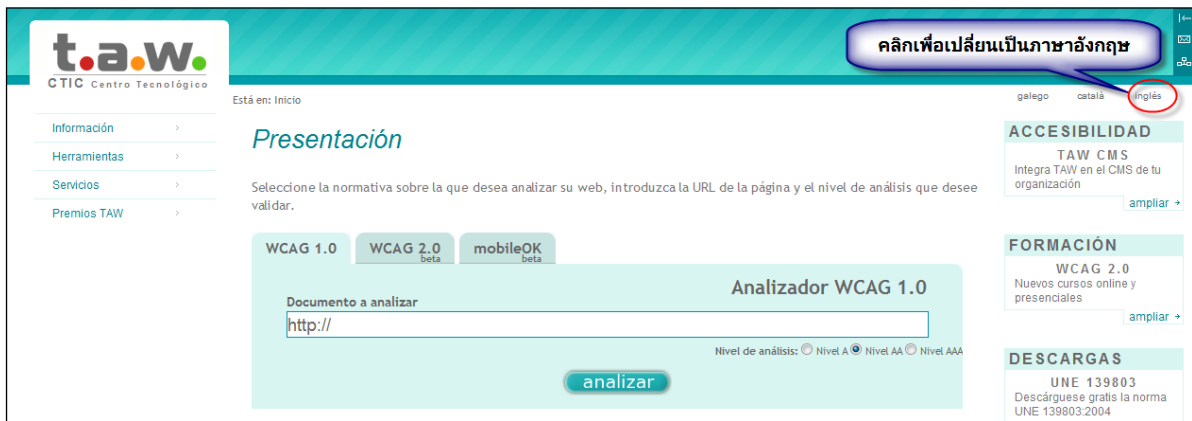 t.a.w.
CTIC Centro Tecnológico
คลิกเพื่อเปลี่ยนเป็นภาษาอังกฤษ
Está en: Inicio
galego català inglés
Información
Herramientas
Servicios
Premios TAW
Presentación
Seleccione la normativa sobre la que desea analizar su web, introduzca la URL de la página y el nivel de análisis que desee
validar.
WCAG 1.0
WCAG 2.0
beta
mobileOK
beta
Analizador WCAG 1.0
Documento a analizar
http://
Nivel de análisis: Nivel A Nivel AA Nivel AAA
analizar
ACCESIBILIDAD
TAW CMS
Integra TAW en el CMS de tu
organización
ampliar
FORMACIÓN
WCAG 2.0
Nuevos cursos online y
presenciales
ampliar
DESCARGAS
UNE 139803
Descárguese gratis la norma
UNE 139803:2004